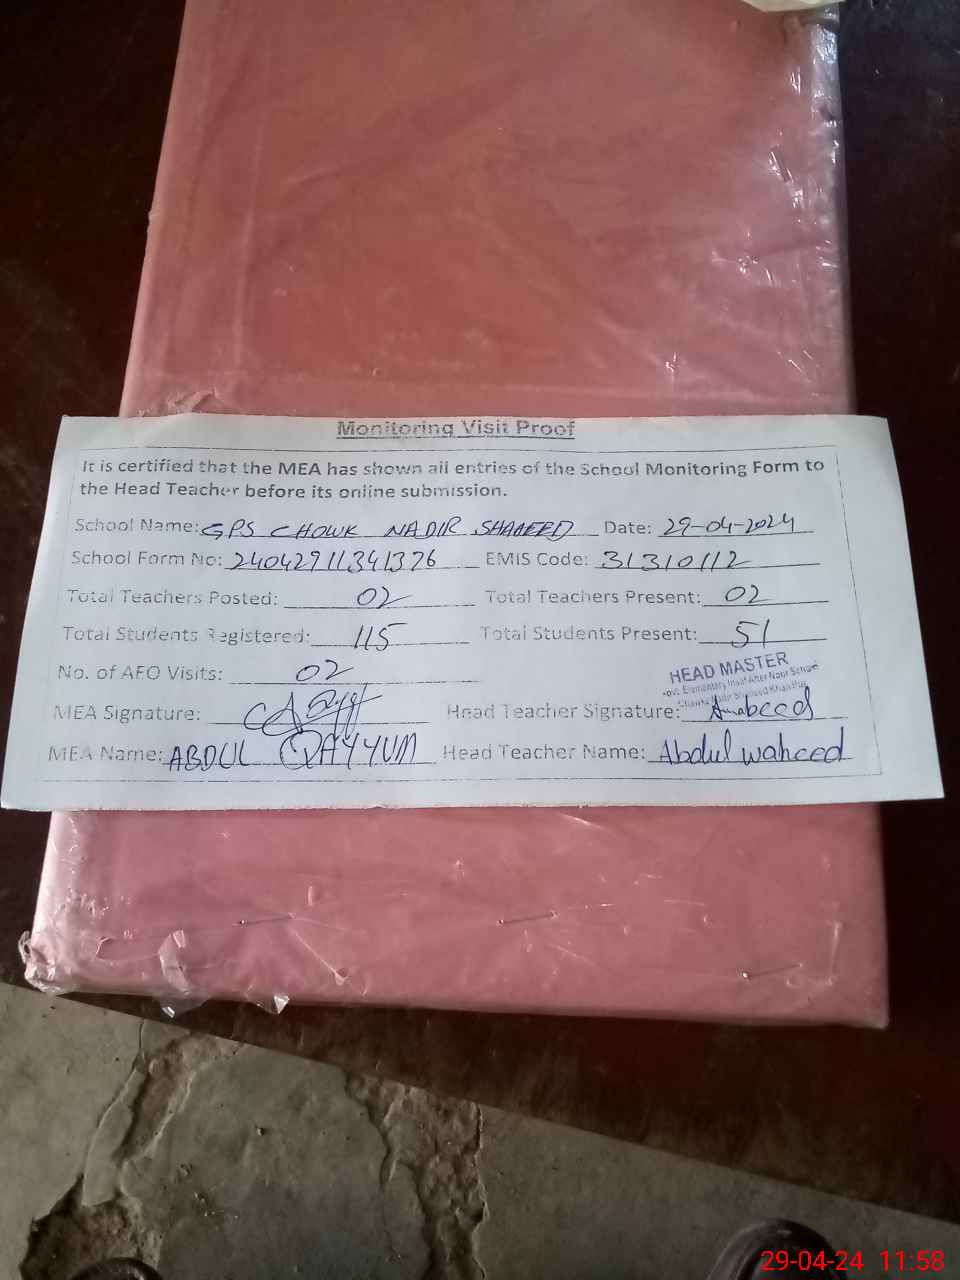 Monitoring Visit Proof
It is certified that the MEA has shown all entries of the School Monitoring Form to
the Head Teacher before its online submission.
School Name: GPS CHOWK NADIR SHAHEED Date: 29-04-2024
School Form No: 24042911341376 EMIS Code: 31310112
Total Teachers Posted: 02 Total Teachers Present: 02
Total Students Registered: 115 Total Students Present: 51
No. of AEO Visits: 02
HEAD MASTER
Elementary
MEA Signature: Head Teacher Signature:
MEA Name: ABDUL QAYYUM Head Teacher Name: Abdul waheed
29-04-24 11:58